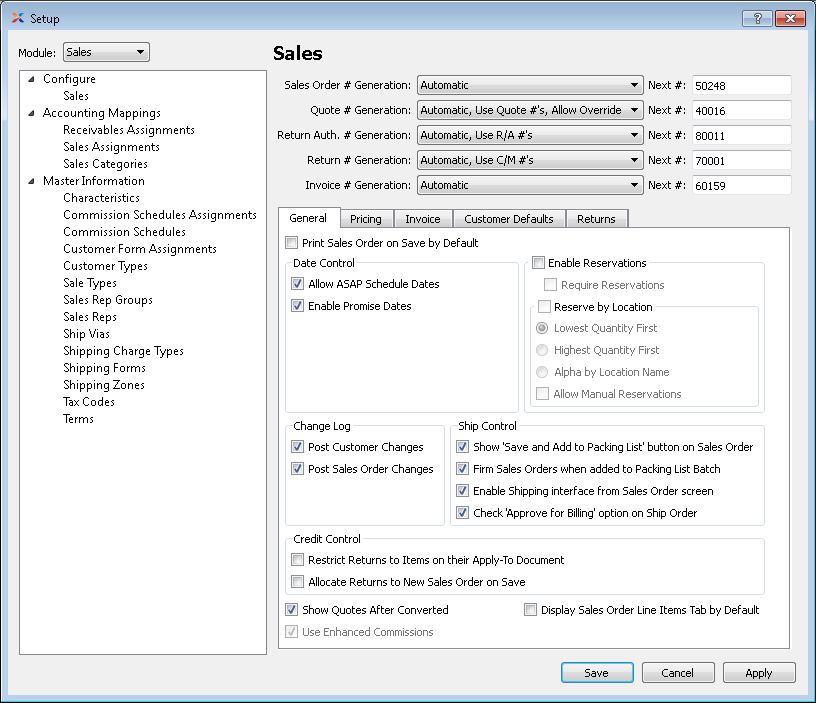 Setup
?
Module: Sales
Configure
Sales
Accounting Mappings
Receivables Assignments
Sales Assignments
Sales Categories
Master Information
Characteristics
Commission Schedules Assignments
Commission Schedules
Customer Form Assignments
Customer Types
Sale Types
Sales Rep Groups
Sales Reps
Ship Vias
Shipping Charge Types
Shipping Forms
Shipping Zones
Tax Codes
Terms
Sales
Sales Order # Generation: Automatic Next #: 50248
Quote # Generation: Automatic, Use Quote #'s, Allow Override Next #: 40016
Return Auth. # Generation: Automatic, Use R/A #'s Next #: 80011
Return # Generation: Automatic, Use C/M #'s Next #: 70001
Invoice # Generation: Automatic Next #: 60159
General Pricing Invoice Customer Defaults Returns
Print Sales Order on Save by Default
Date Control
Allow ASAP Schedule Dates
Enable Promise Dates
Enable Reservations
Require Reservations
Reserve by Location
Lowest Quantity First
Highest Quantity First
Alpha by Location Name
Allow Manual Reservations
Change Log
Post Customer Changes
Post Sales Order Changes
Ship Control
Show 'Save and Add to Packing List' button on Sales Order
Firm Sales Orders when added to Packing List Batch
Enable Shipping interface from Sales Order screen
Check 'Approve for Billing' option on Ship Order
Credit Control
Restrict Returns to Items on their Apply-To Document
Allocate Returns to New Sales Order on Save
Show Quotes After Converted
Display Sales Order Line Items Tab by Default
Use Enhanced Commissions
Save Cancel Apply